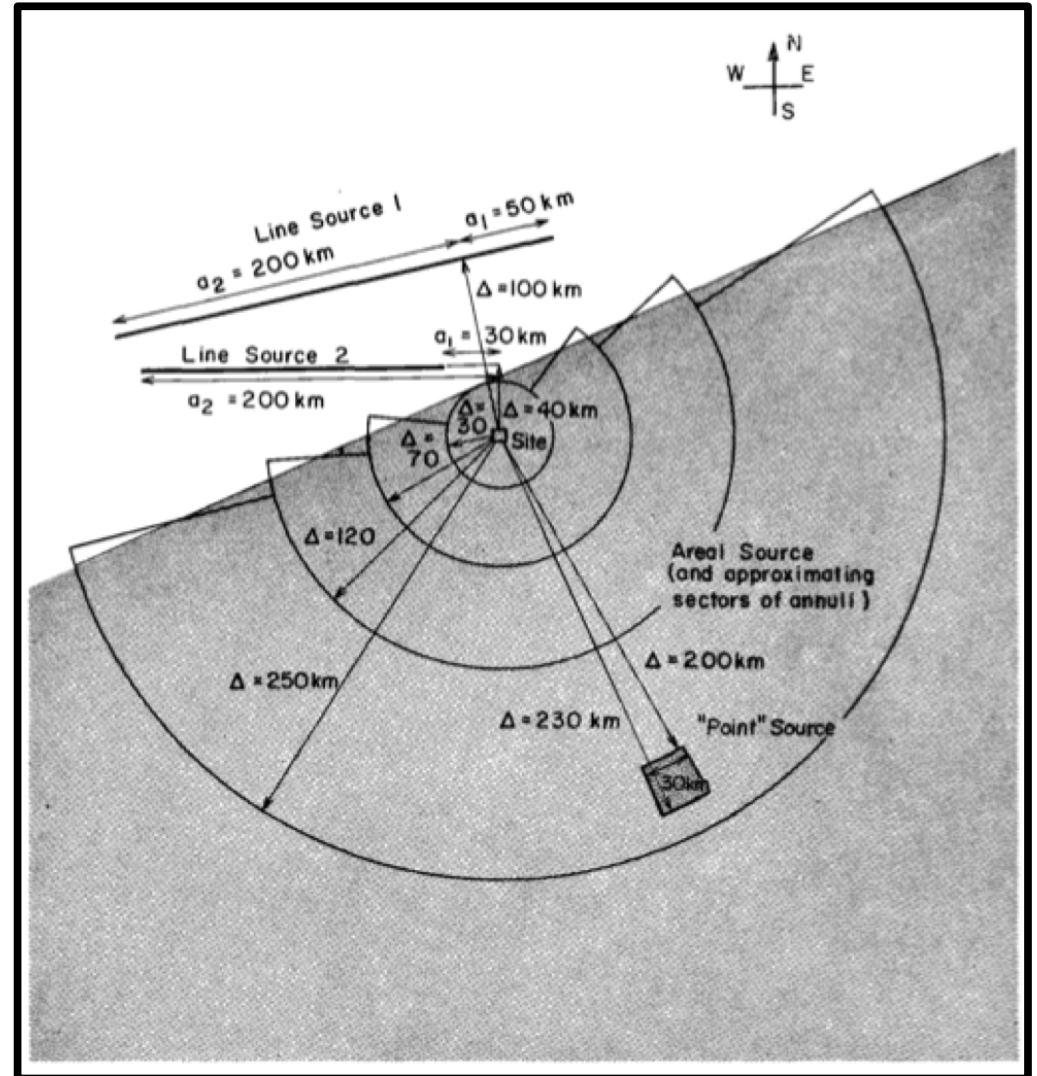 N
W E
S
Line Source 1
a₁ = 50 km
a₂ = 200 km
Δ = 100 km
a₁ = 30 km
Line Source 2
a₂ = 200 km
Δ =
30
Δ = 40 km
Site
Δ =
70
Δ = 120
Areal Source
(and approximating
sectors of annuli)
Δ = 250 km
Δ = 200 km
Δ = 230 km
"Point" Source
30km